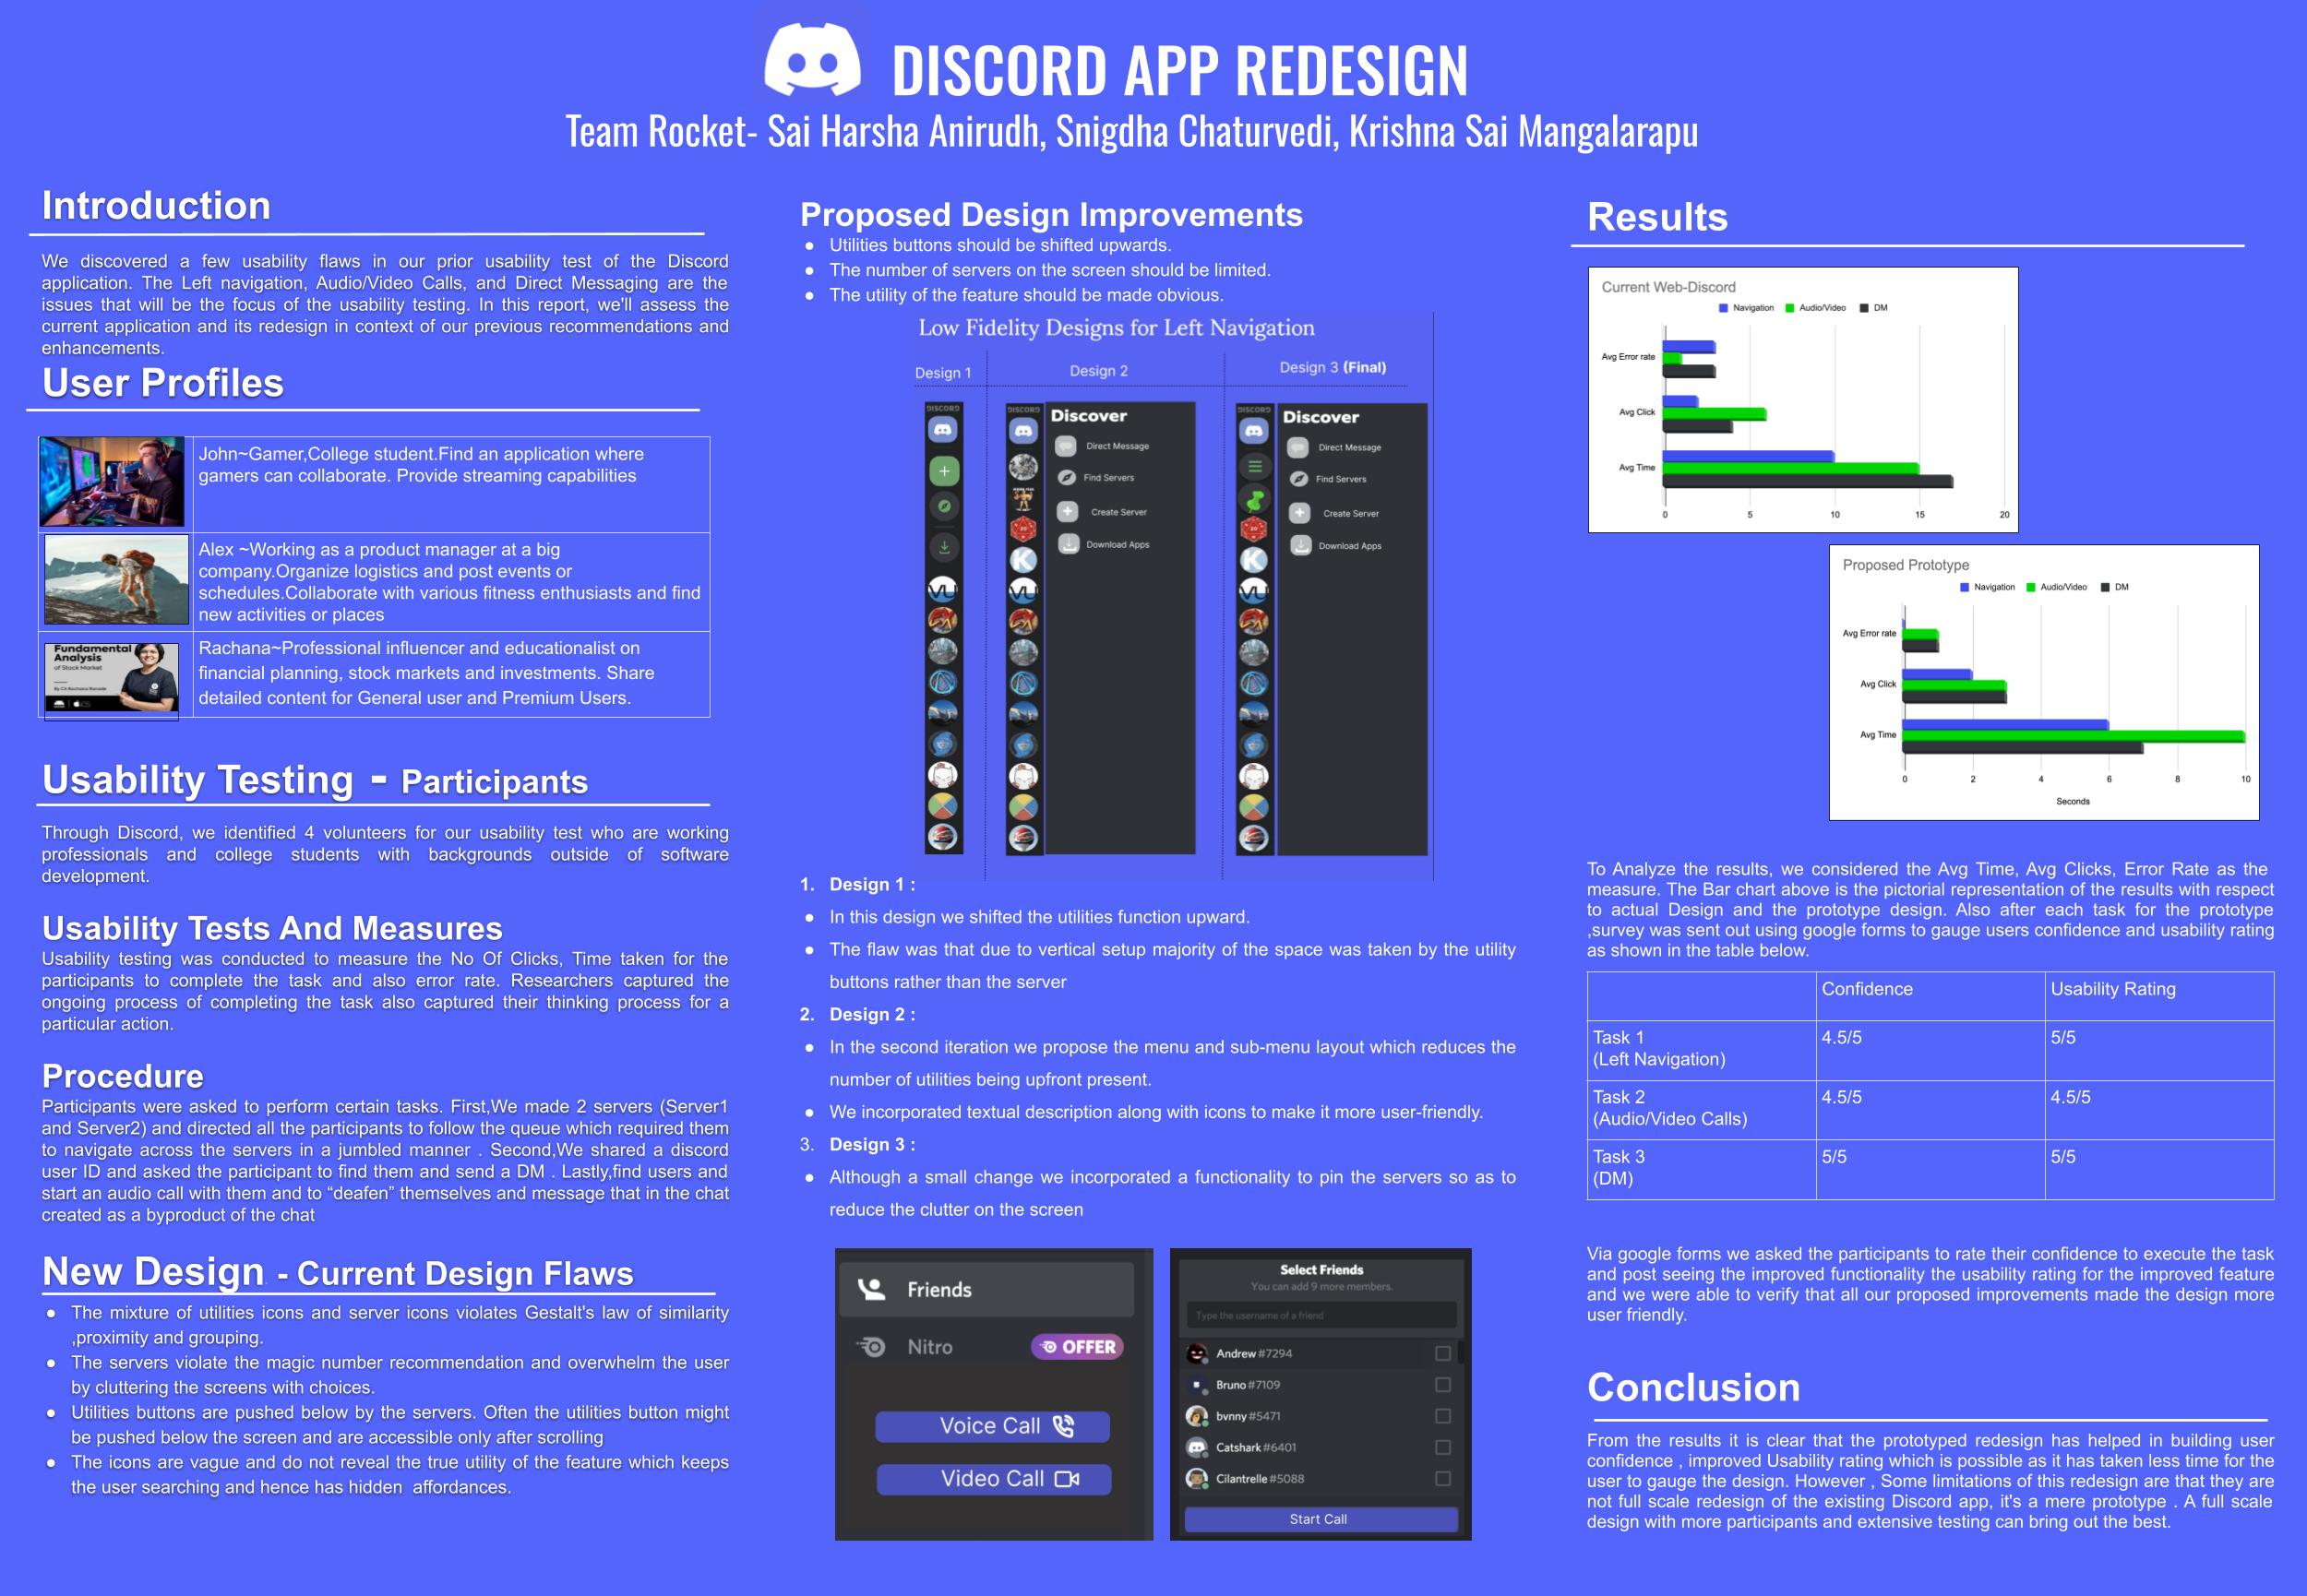 DISCORD APP REDESIGN
Team Rocket- Sai Harsha Anirudh, Snigdha Chaturvedi, Krishna Sai Mangalarapu
Introduction
We discovered a few usability flaws in our prior usability test of the Discord
application. The Left navigation, Audio/Video Calls, and Direct Messaging are the
issues that will be the focus of the usability testing. In this report, we'll assess the
current application and its redesign in context of our previous recommendations and
enhancements.
User Profiles
John~Gamer,College student.Find an application where
gamers can collaborate. Provide streaming capabilities
Alex ~Working as a product manager at a big
company.Organize logistics and post events or
schedules.Collaborate with various fitness enthusiasts and find
new activities or places
Fundamental
Analysis
of Stock Market
Rachana~Professional influencer and educationalist on
financial planning, stock markets and investments. Share
detailed content for General user and Premium Users.
Usability Testing - Participants
Through Discord, we identified 4 volunteers for our usability test who are working
professionals and college students with backgrounds outside of software
development.
Usability Tests And Measures
Usability testing was conducted to measure the No Of Clicks, Time taken for the
participants to complete the task and also error rate. Researchers captured the
ongoing process of completing the task also captured their thinking process for a
particular action.
Procedure
Participants were asked to perform certain tasks. First,We made 2 servers (Server1
and Server2) and directed all the participants to follow the queue which required them
to navigate across the servers in a jumbled manner . Second,We shared a discord
user ID and asked the participant to find them and send a DM . Lastly,find users and
start an audio call with them and to “deafen” themselves and message that in the chat
created as a byproduct of the chat
New Design - Current Design Flaws
● The mixture of utilities icons and server icons violates Gestalt's law of similarity
,proximity and grouping.
● The servers violate the magic number recommendation and overwhelm the user
by cluttering the screens with choices.
● Utilities buttons are pushed below by the servers. Often the utilities button might
be pushed below the screen and are accessible only after scrolling
● The icons are vague and do not reveal the true utility of the feature which keeps
the user searching and hence has hidden affordances.
Proposed Design Improvements
● Utilities buttons should be shifted upwards.
● The number of servers on the screen should be limited.
● The utility of the feature should be made obvious.
Low Fidelity Designs for Left Navigation
Design 1
Design 2
Design 3 (Final)
DISCORD
VU
DISCORD
K
VU
Discover
Direct Message
Find Servers
Create Server
Download Apps
DISCORD
K
VU
Discover
Direct Message
Find Servers
Create Server
Download Apps
1. Design 1 :
● In this design we shifted the utilities function upward.
● The flaw was that due to vertical setup majority of the space was taken by the utility
buttons rather than the server
2. Design 2 :
● In the second iteration we propose the menu and sub-menu layout which reduces the
number of utilities being upfront present.
● We incorporated textual description along with icons to make it more user-friendly.
3. Design 3 :
● Although a small change we incorporated a functionality to pin the servers so as to
reduce the clutter on the screen
Friends
Nitro
OFFER
Voice Call
Video Call
Select Friends
You can add 9 more members.
Type the username of a friend
Andrew #7294
Bruno #7109
bvnny #5471
Catshark #6401
Cilantrelle #5088
Start Call
Results
Current Web-Discord
Navigation Audio/Video DM
Avg Error rate
Avg Click
Avg Time
0 5 10 15 20
Proposed Prototype
Navigation Audio/Video DM
Avg Error rate
Avg Click
Avg Time
0 2 4 6 8 10
Seconds
To Analyze the results, we considered the Avg Time, Avg Clicks, Error Rate as the
measure. The Bar chart above is the pictorial representation of the results with respect
to actual Design and the prototype design. Also after each task for the prototype
,survey was sent out using google forms to gauge users confidence and usability rating
as shown in the table below.
Confidence Usability Rating
Task 1
(Left Navigation) 4.5/5 5/5
Task 2
(Audio/Video Calls) 4.5/5 4.5/5
Task 3
(DM) 5/5 5/5
Via google forms we asked the participants to rate their confidence to execute the task
and post seeing the improved functionality the usability rating for the improved feature
and we were able to verify that all our proposed improvements made the design more
user friendly.
Conclusion
From the results it is clear that the prototyped redesign has helped in building user
confidence , improved Usability rating which is possible as it has taken less time for the
user to gauge the design. However , Some limitations of this redesign are that they are
not full scale redesign of the existing Discord app, it's a mere prototype . A full scale
design with more participants and extensive testing can bring out the best.